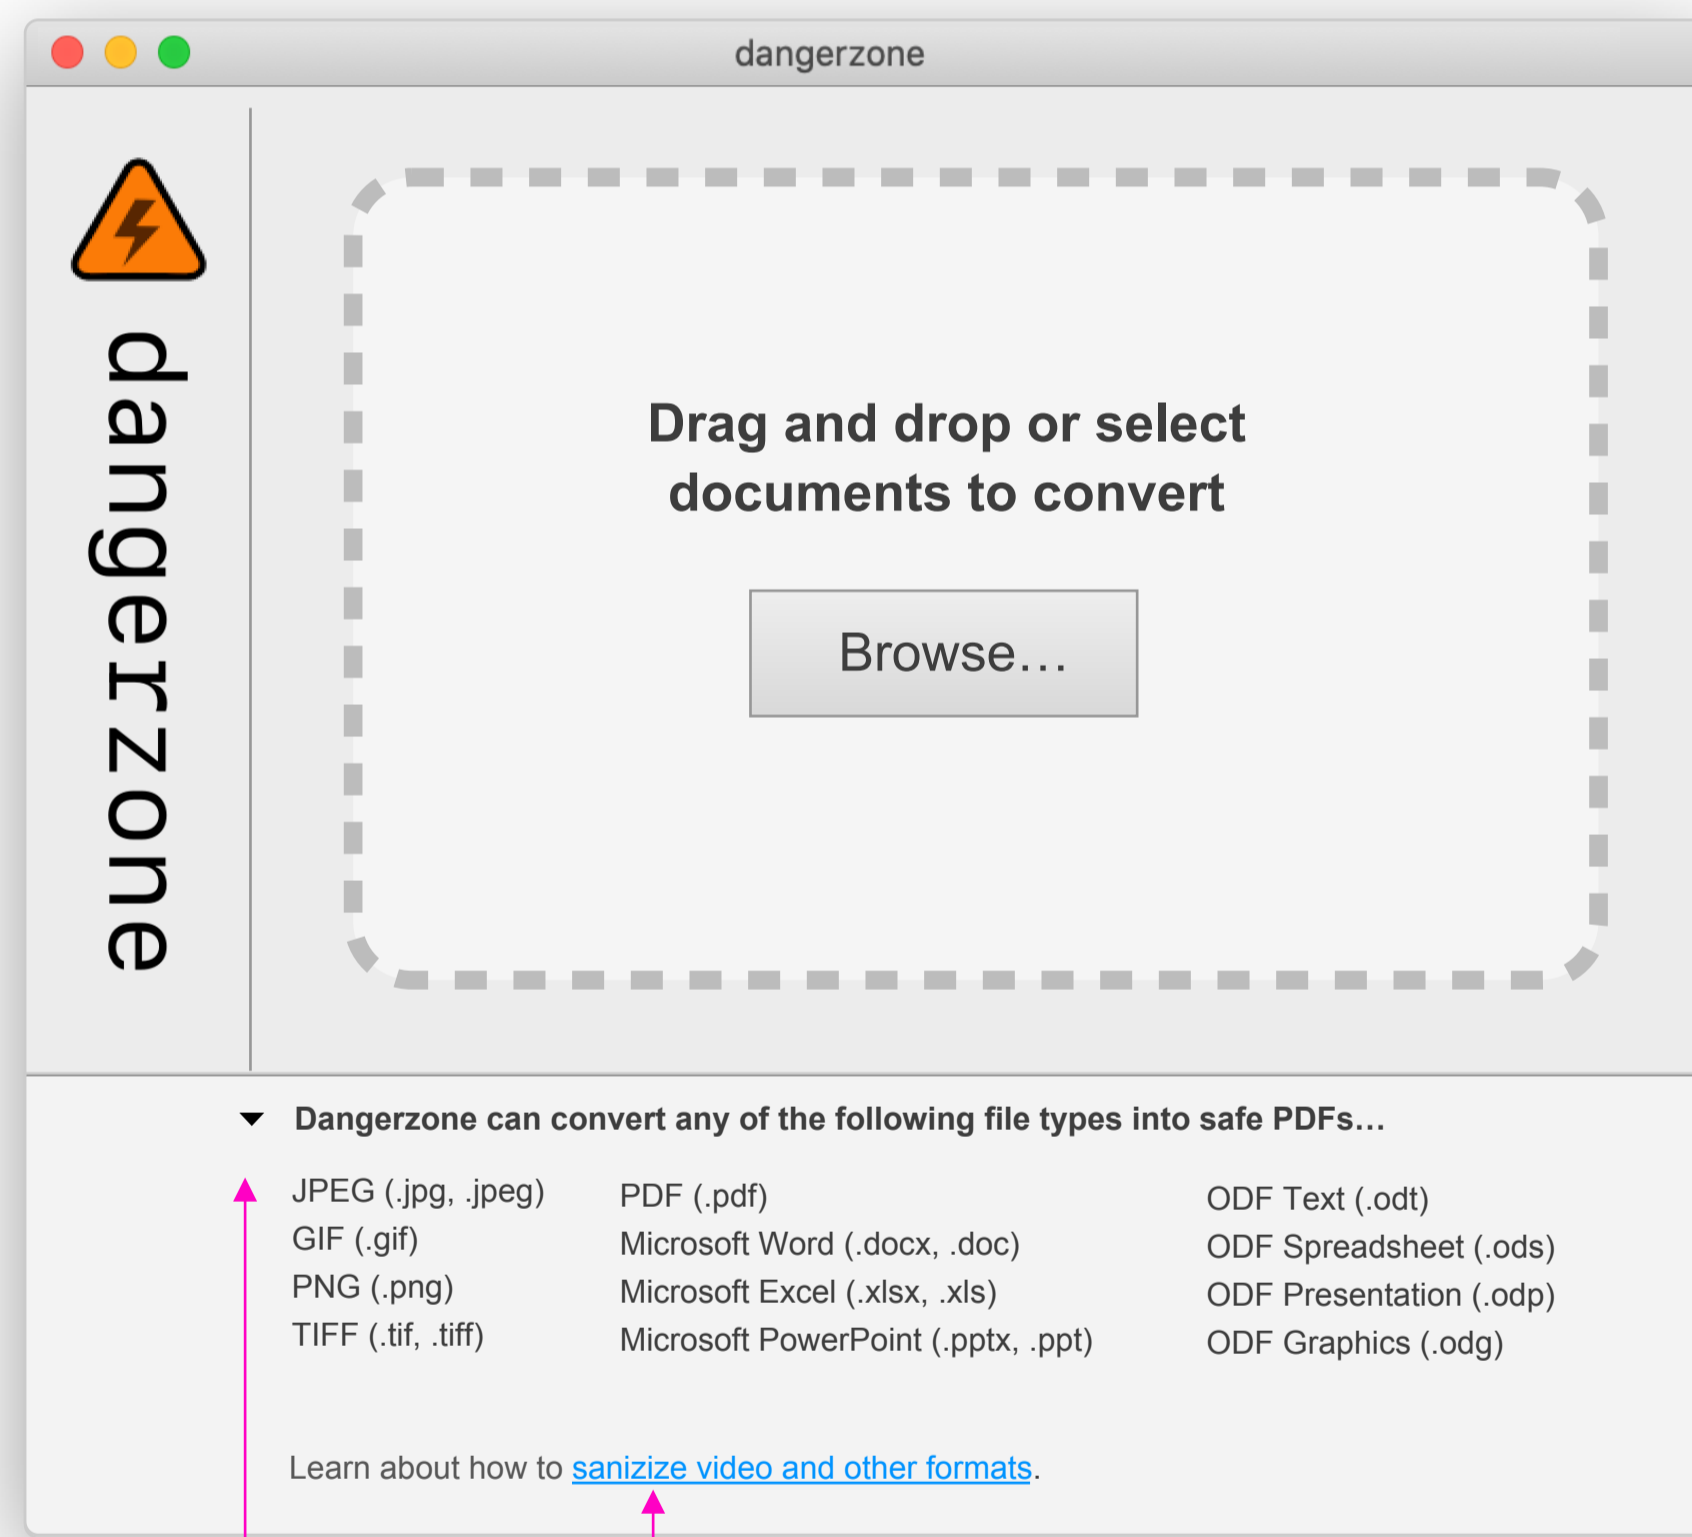 dangerzone
dangerzone
Drag and drop or select
documents to convert
Browse…
Dangerzone can convert any of the following file types into safe PDFs…
JPEG (.jpg, .jpeg)
GIF (.gif)
PNG (.png)
TIFF (.tif, .tiff)
PDF (.pdf)
Microsoft Word (.docx, .doc)
Microsoft Excel (.xlsx, .xls)
Microsoft PowerPoint (.pptx, .ppt)
ODF Text (.odt)
ODF Spreadsheet (.ods)
ODF Presentation (.odp)
ODF Graphics (.odg)
Learn about how to sanizize video and other formats.